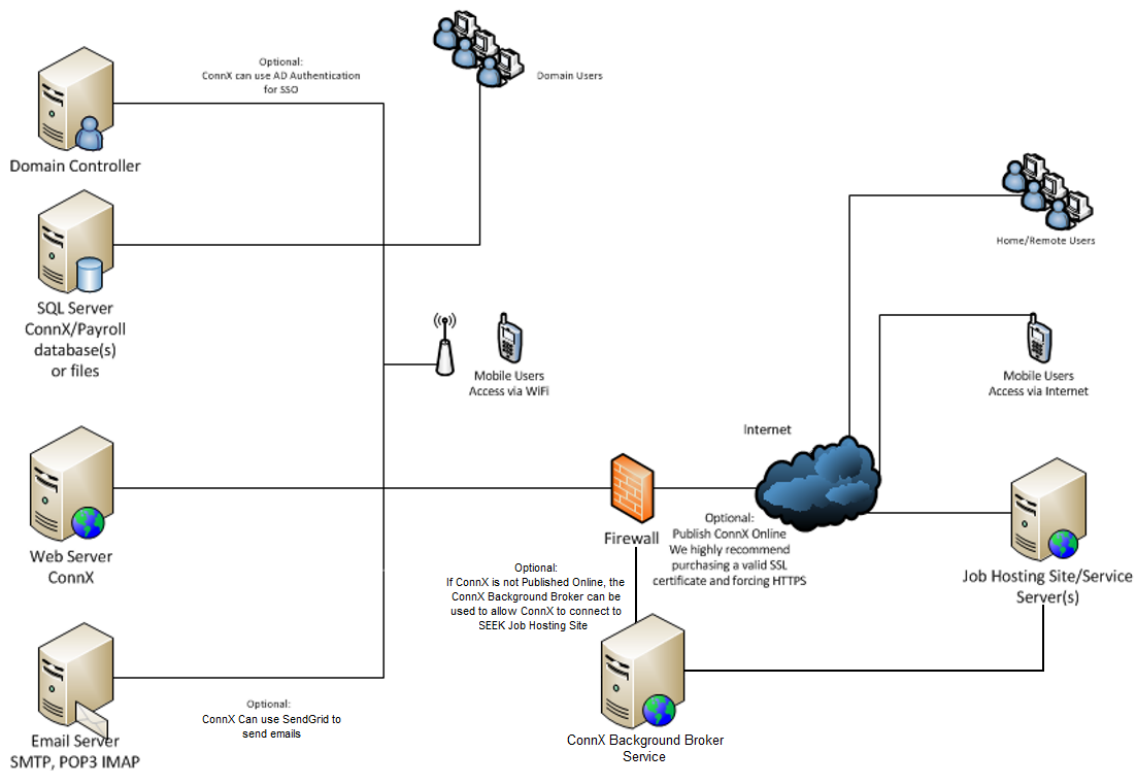 Optional:
ConnX can use AD Authentication
for SSO
Domain Users
Domain Controller
Home/Remote Users
SQL Server
ConnX/Payroll
database(s)
or files
Mobile Users
Access via WiFi
Mobile Users
Access via Internet
Internet
Web Server
ConnX
Firewall
Optional:
Publish ConnX Online
We highly recommend
purchasing a valid SSL
certificate and forcing HTTPS
Job Hosting Site/Service
Server(s)
Optional:
If ConnX is not Published Online, the
ConnX Background Broker can be
used to allow ConnX to connect to
SEEK Job Hosting Site
Optional:
ConnX Can use SendGrid to
send emails
Email Server
SMTP, POP3 IMAP
ConnX Background Broker
Service